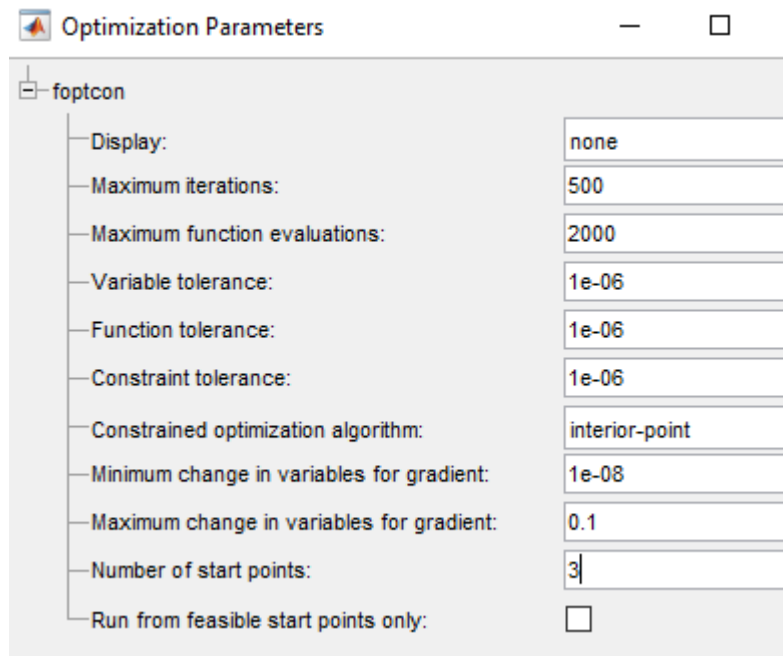 Optimization Parameters
foptcon
Display: none
Maximum iterations: 500
Maximum function evaluations: 2000
Variable tolerance: 1e-06
Function tolerance: 1e-06
Constraint tolerance: 1e-06
Constrained optimization algorithm: interior-point
Minimum change in variables for gradient: 1e-08
Maximum change in variables for gradient: 0.1
Number of start points: 3
Run from feasible start points only: